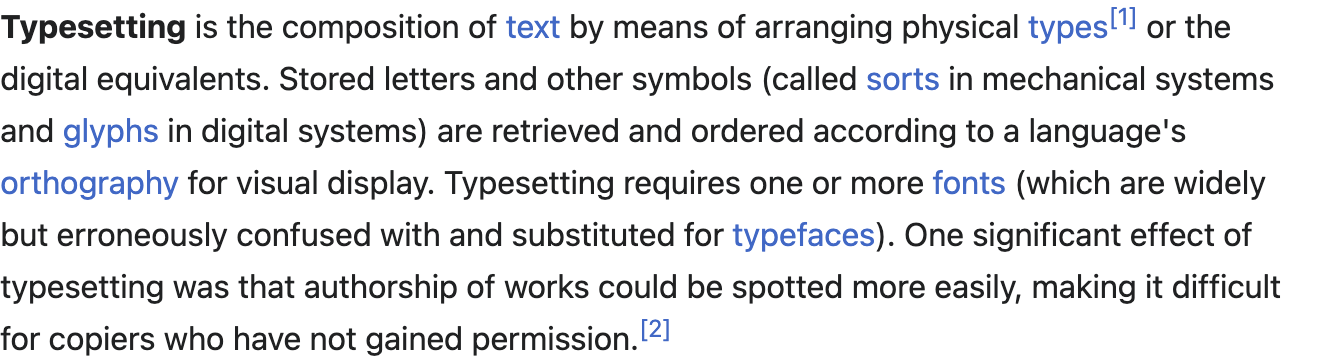 Typesetting is the composition of text by means of arranging physical types[1] or the
digital equivalents. Stored letters and other symbols (called sorts in mechanical systems
and glyphs in digital systems) are retrieved and ordered according to a language's
orthography for visual display. Typesetting requires one or more fonts (which are widely
but erroneously confused with and substituted for typefaces). One significant effect of
typesetting was that authorship of works could be spotted more easily, making it difficult
for copiers who have not gained permission.[2]